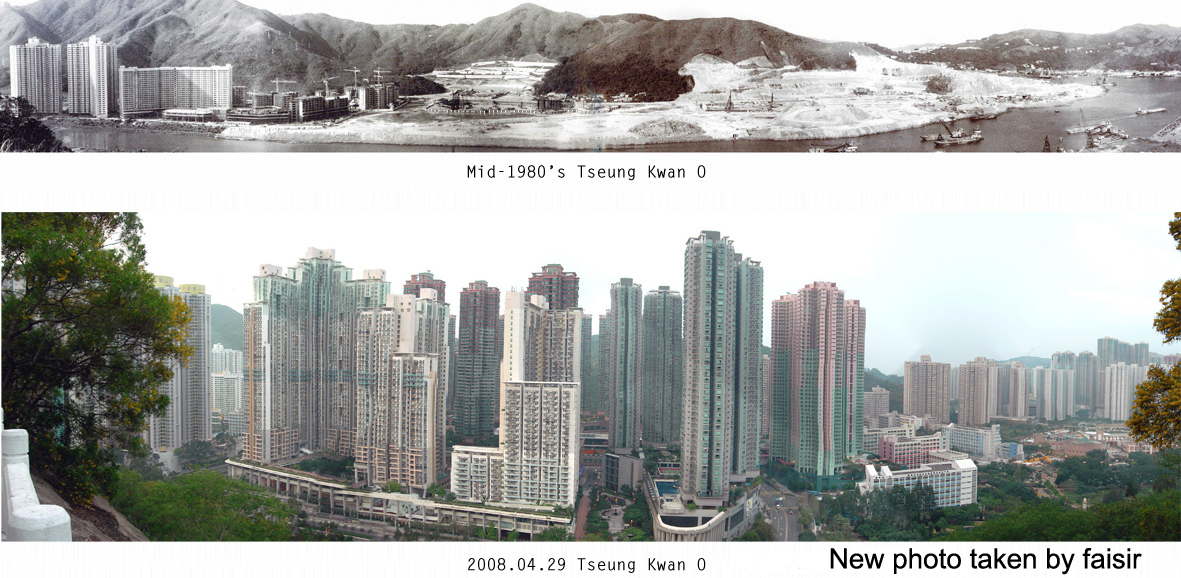 Mid-1980's Tseung Kwan O
2008.04.29 Tseung Kwan O
New photo taken by faisir